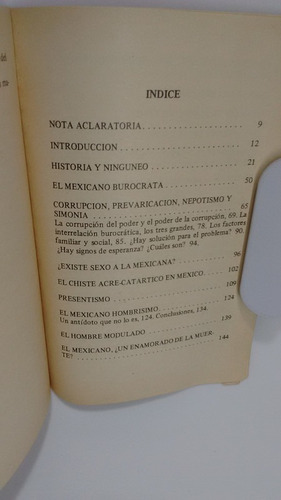 INDICE
NOTA ACLARATORIA . . . . . . . . . . . . . . . . . 9
INTRODUCCION . . . . . . . . . . . . . . . . . . 12
HISTORIA Y NINGUNEO . . . . . . . . . . . . . . 21
EL MEXICANO BUROCRATA . . . . . . . . . . . . 50
CORRUPCION, PREVARICACION, NEPOTISMO Y
SIMONIA . . . . . . . . . . . . . . . . . . . . . 65
La corrupción del poder y el poder de la corrupción, 69. La
interrelación burocrática, los tres grandes, 78. Los factores
familiar y social, 85. ¿Hay solución para el problema? 90.
¿Hay signos de esperanza? ¿Cuáles son? 94.
¿EXISTE SEXO A LA MEXICANA? . . . . . . . . . . 96
EL CHISTE ACRE-CATARTICO EN MEXICO. . . . . . 102
PRESENTISMO . . . . . . . . . . . . . . . . . . 109
EL MEXICANO HOMBRISIMO. . . . . . . . . . . . 124
Un antídoto que no lo es, 124. Conclusiones, 134.
EL HOMBRE MODULADO . . . . . . . . . . . . . 139
EL MEXICANO, ¿UN ENAMORADO DE LA MUER-
TE? . . . . . . . . . . . . . . . . . . . . . . . 144